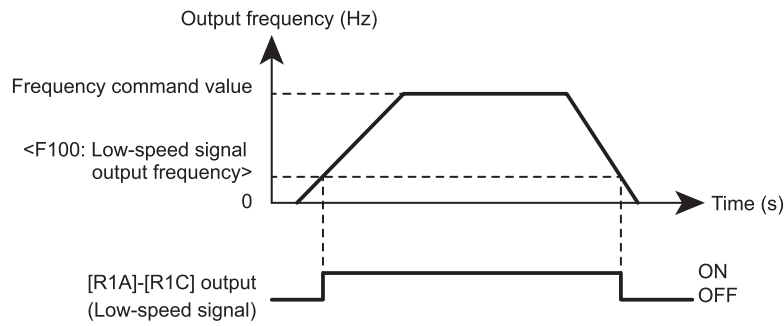 Output frequency (Hz)
Frequency command value
<F100: Low-speed signal
output frequency>
0
Time (s)
[R1A]-[R1C] output
(Low-speed signal)
ON
OFF